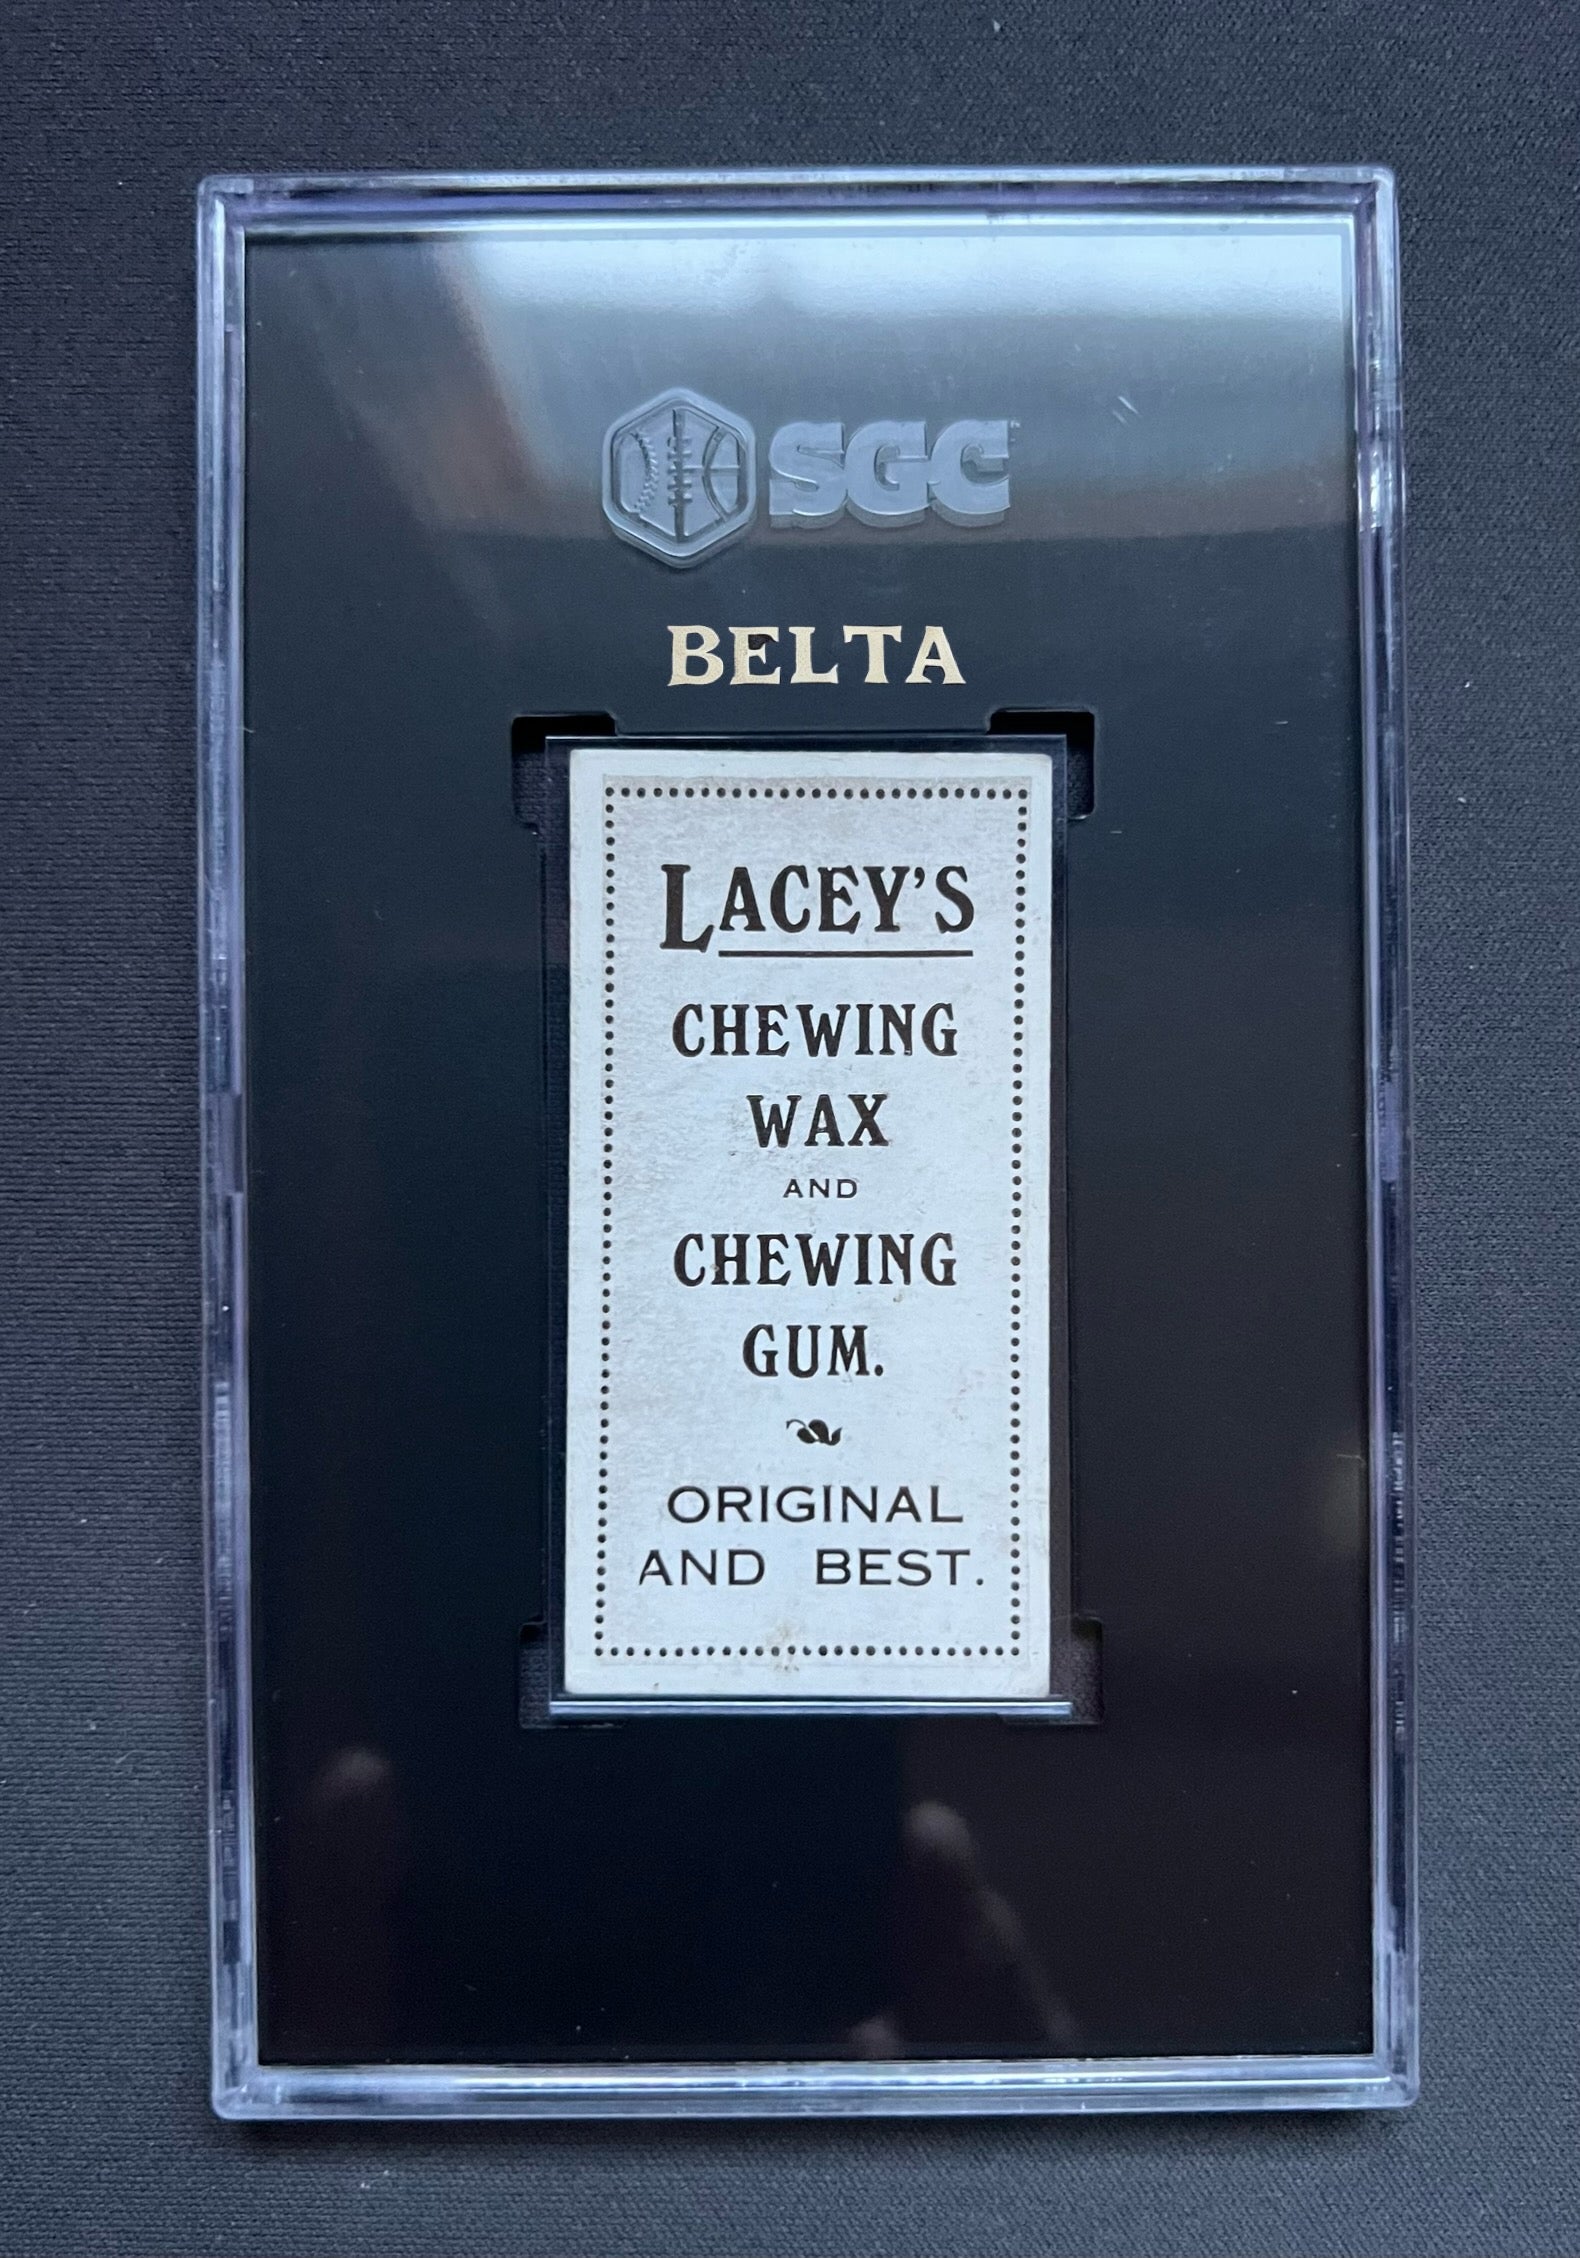 SGC
BELTA
LACEY'S
CHEWING
WAX
AND
CHEWING
GUM.
ORIGINAL
AND BEST.